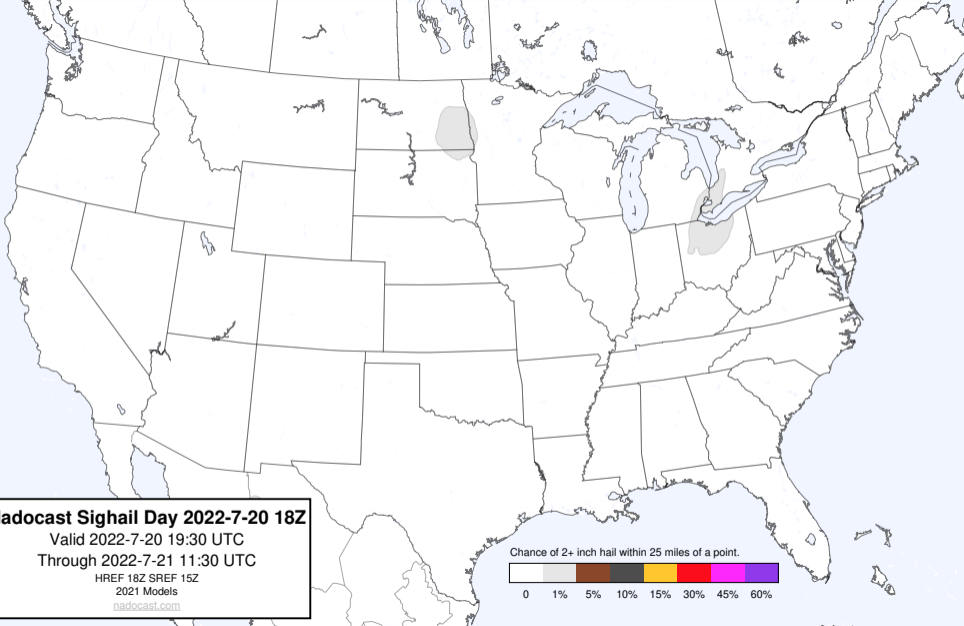 adocast Sighail Day 2022-7-20 18Z
Valid 2022-7-20 19:30 UTC
Through 2022-7-21 11:30 UTC
HREF 18Z SREF 15Z
2021 Models
nadocast.com
Chance of 2+ inch hail within 25 miles of a point.
0 1% 5% 10% 15% 30% 45% 60%